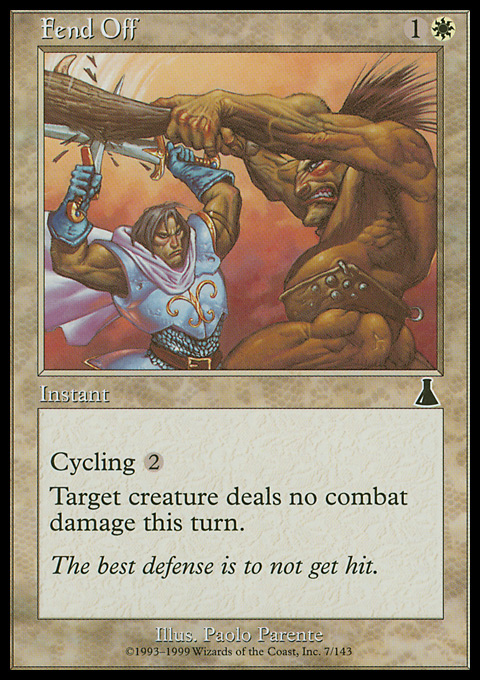 Fend Off 1
Instant
Cycling 2
Target creature deals no combat
damage this turn.
The best defense is to not get hit.
Illus. Paolo Parente
©1993–1999 Wizards of the Coast, Inc. 7/143